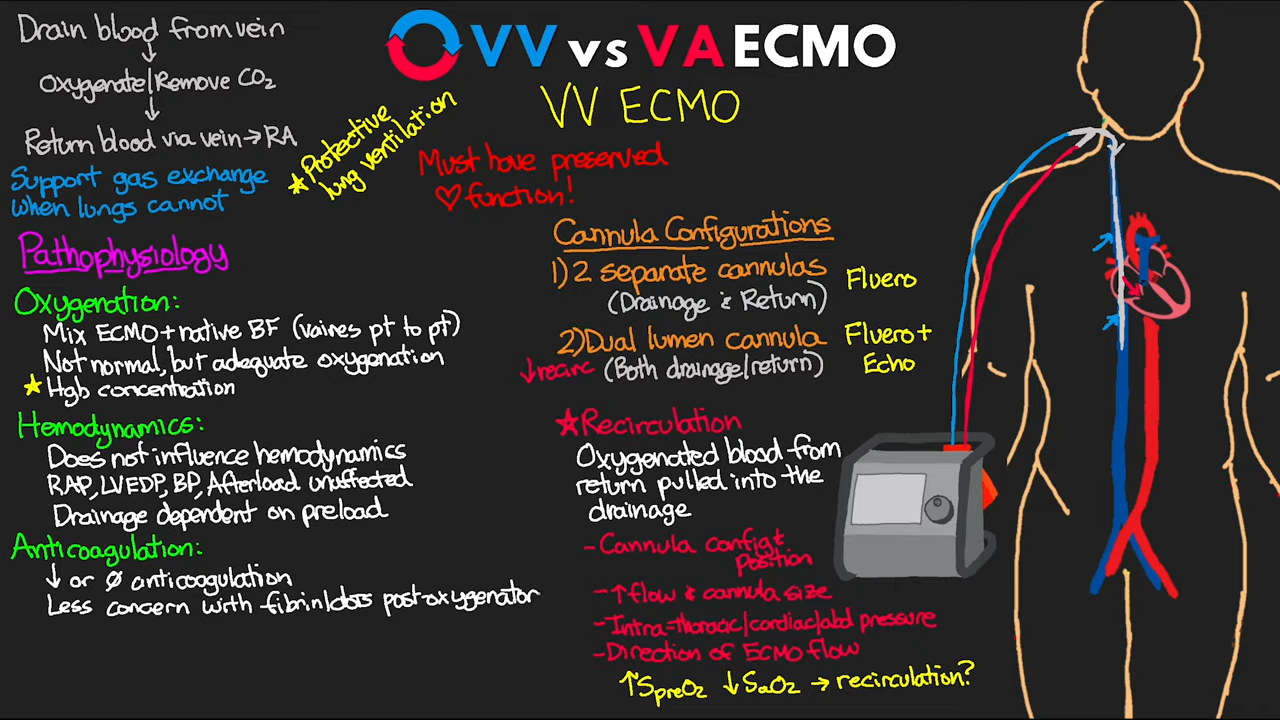 VV vs VA ECMO
VV ECMO
Drain blood from vein
↓
Oxygenate/Remove CO2
↓
Return blood via vein→RA
Support gas exchange
when lungs cannot
★Protective
lung ventilation
Must have preserved
♡function!
Pathophysiology
Oxygenation:
Mix ECMO+native BF (vaires pt to pt)
Not normal, but adequate oxygenation
★Hgb concentration
Hemodynamics:
Does not influence hemodynamics
RAP, LVEDP, BP, Afterload unaffected
Drainage dependent on preload
Anticoagulation:
↓ or Ø anticoagulation
Less concern with fibrin/clots post-oxygenator
Cannula Configurations
1) 2 separate cannulas Fluero
(Drainage & Return)
2) Dual lumen cannula Fluero+
↓recirc (Both drainage/return) Echo
★Recirculation
Oxygenated blood from
return pulled into the
drainage
-Cannula config &
position
-↑flow & cannula size
-Intra-thoracic/cardiac/abd pressure
-Direction of ECMO flow
↑SpreO2 ↓SaO2 → recirculation?